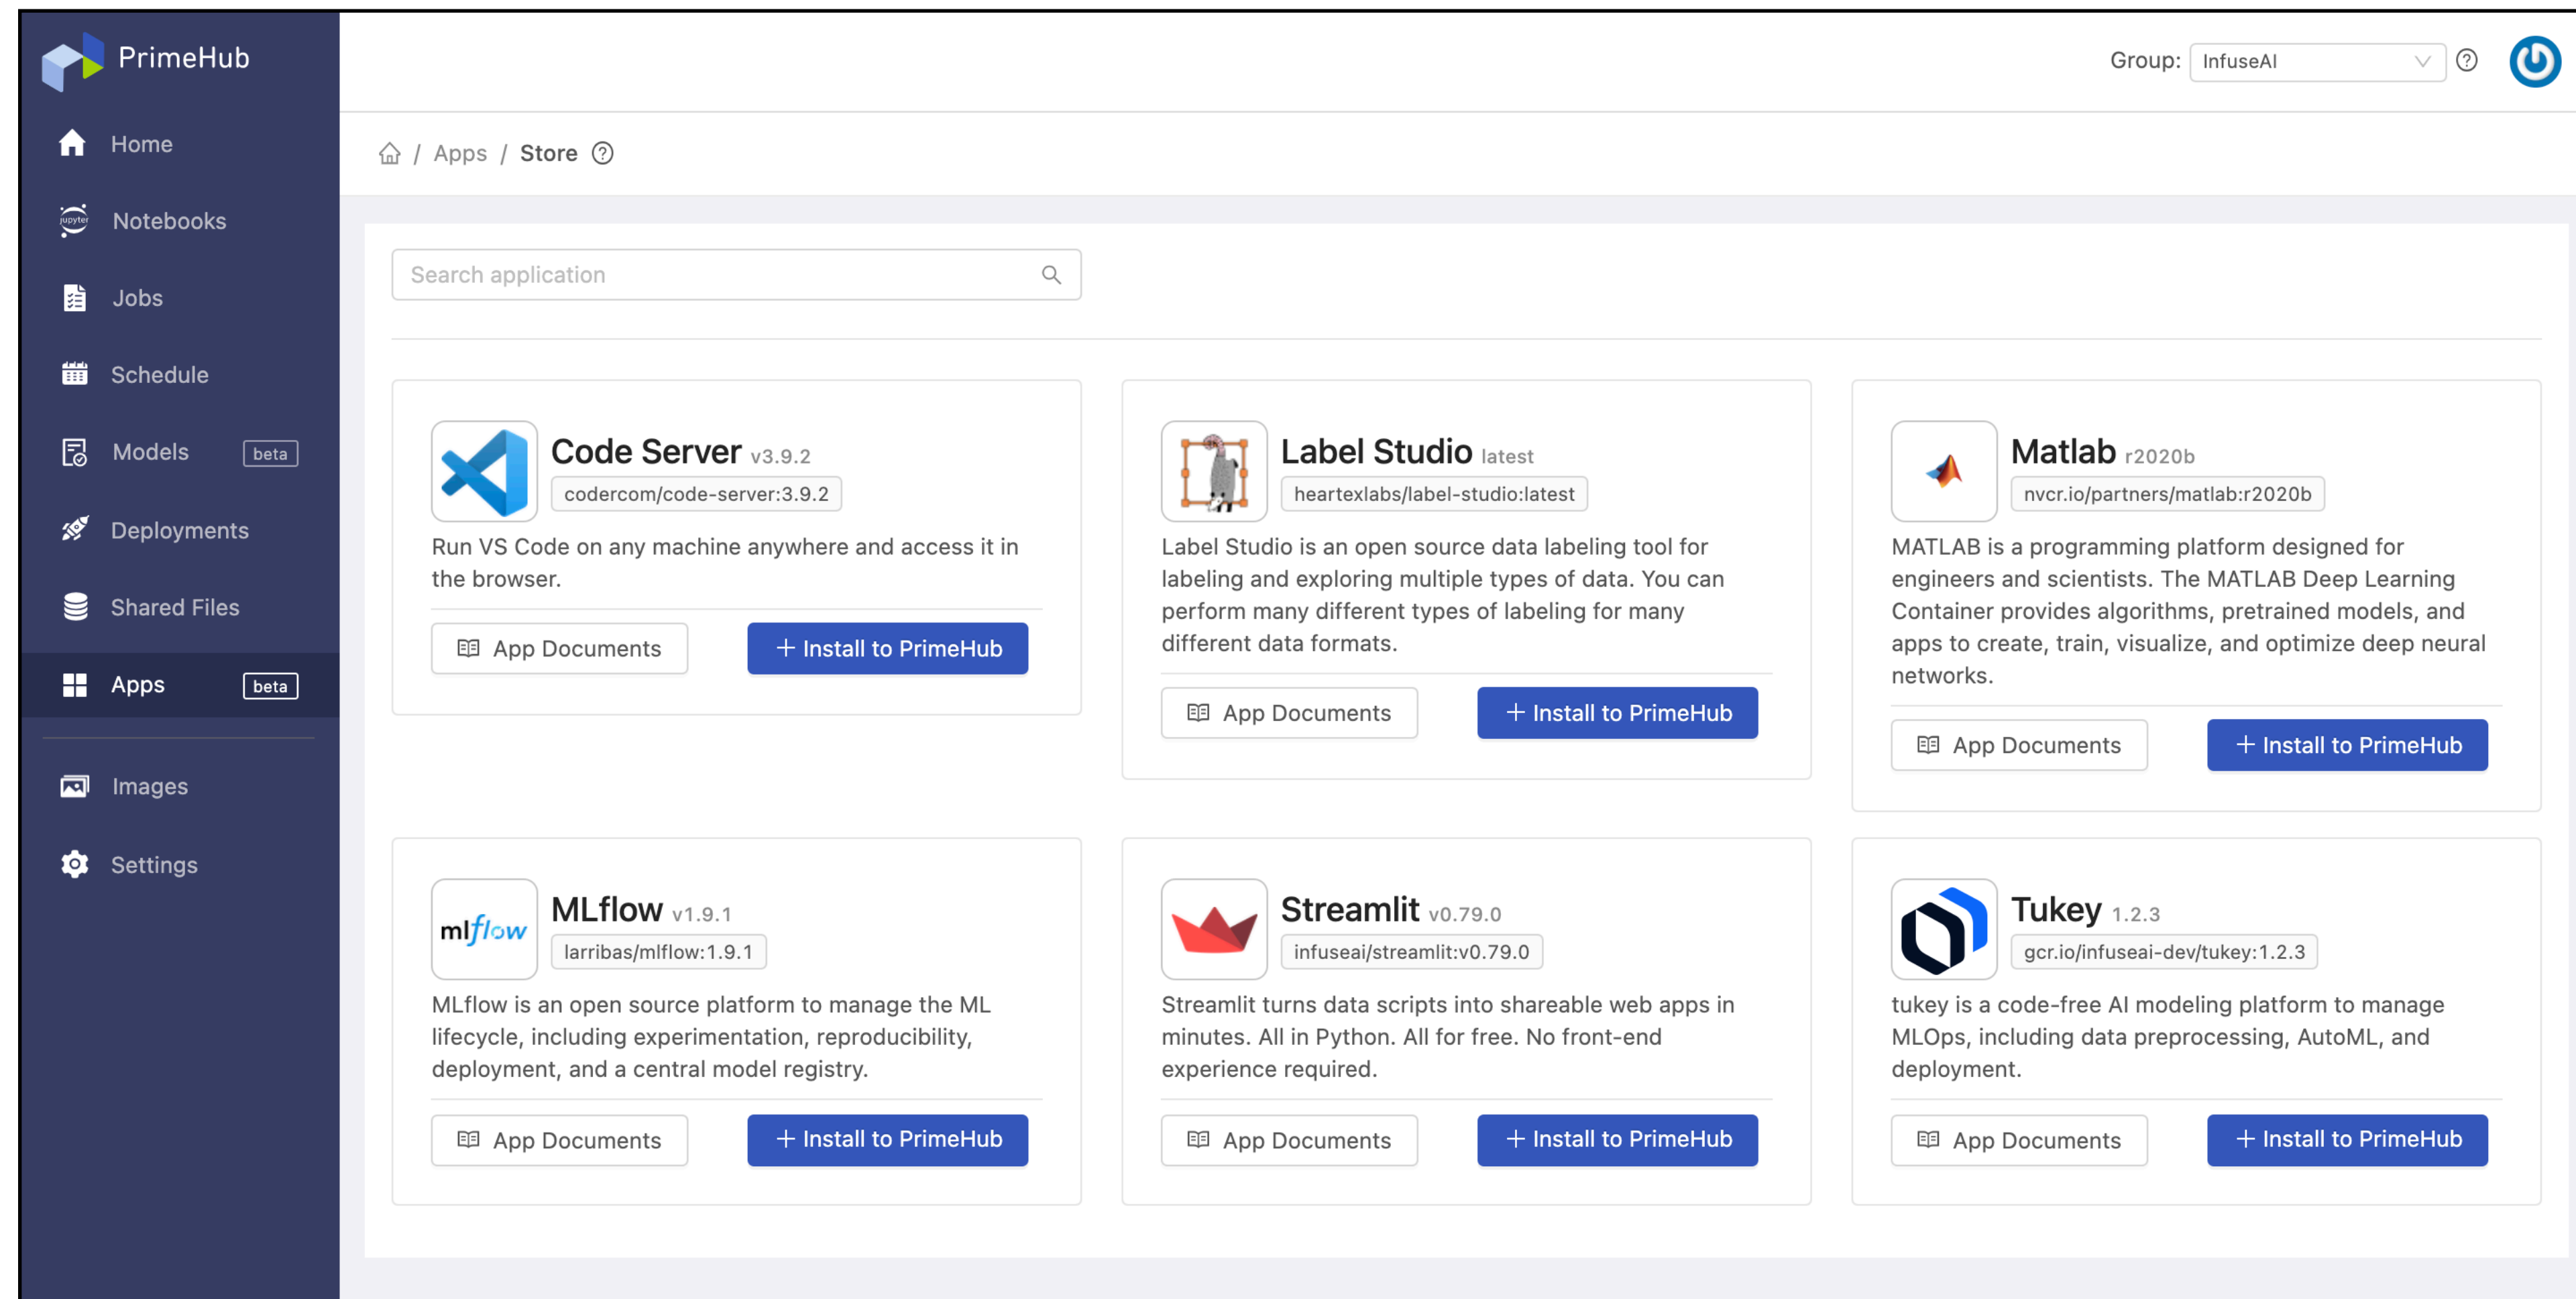 PrimeHub
Group: InfuseAI
Home
Notebooks
Jobs
Schedule
Models beta
Deployments
Shared Files
Apps beta
Images
Settings
/ Apps / Store
Search application
Code Server v3.9.2
codercom/code-server:3.9.2
Run VS Code on any machine anywhere and access it in
the browser.
App Documents
+ Install to PrimeHub
Label Studio latest
heartexlabs/label-studio:latest
Label Studio is an open source data labeling tool for
labeling and exploring multiple types of data. You can
perform many different types of labeling for many
different data formats.
App Documents
+ Install to PrimeHub
Matlab r2020b
nvcr.io/partners/matlab:r2020b
MATLAB is a programming platform designed for
engineers and scientists. The MATLAB Deep Learning
Container provides algorithms, pretrained models, and
apps to create, train, visualize, and optimize deep neural
networks.
App Documents
+ Install to PrimeHub
mlflow
MLflow v1.9.1
larribas/mlflow:1.9.1
MLflow is an open source platform to manage the ML
lifecycle, including experimentation, reproducibility,
deployment, and a central model registry.
App Documents
+ Install to PrimeHub
Streamlit v0.79.0
infuseai/streamlit:v0.79.0
Streamlit turns data scripts into shareable web apps in
minutes. All in Python. All for free. No front-end
experience required.
App Documents
+ Install to PrimeHub
Tukey 1.2.3
gcr.io/infuseai-dev/tukey:1.2.3
tukey is a code-free AI modeling platform to manage
MLOps, including data preprocessing, AutoML, and
deployment.
App Documents
+ Install to PrimeHub
jupyter